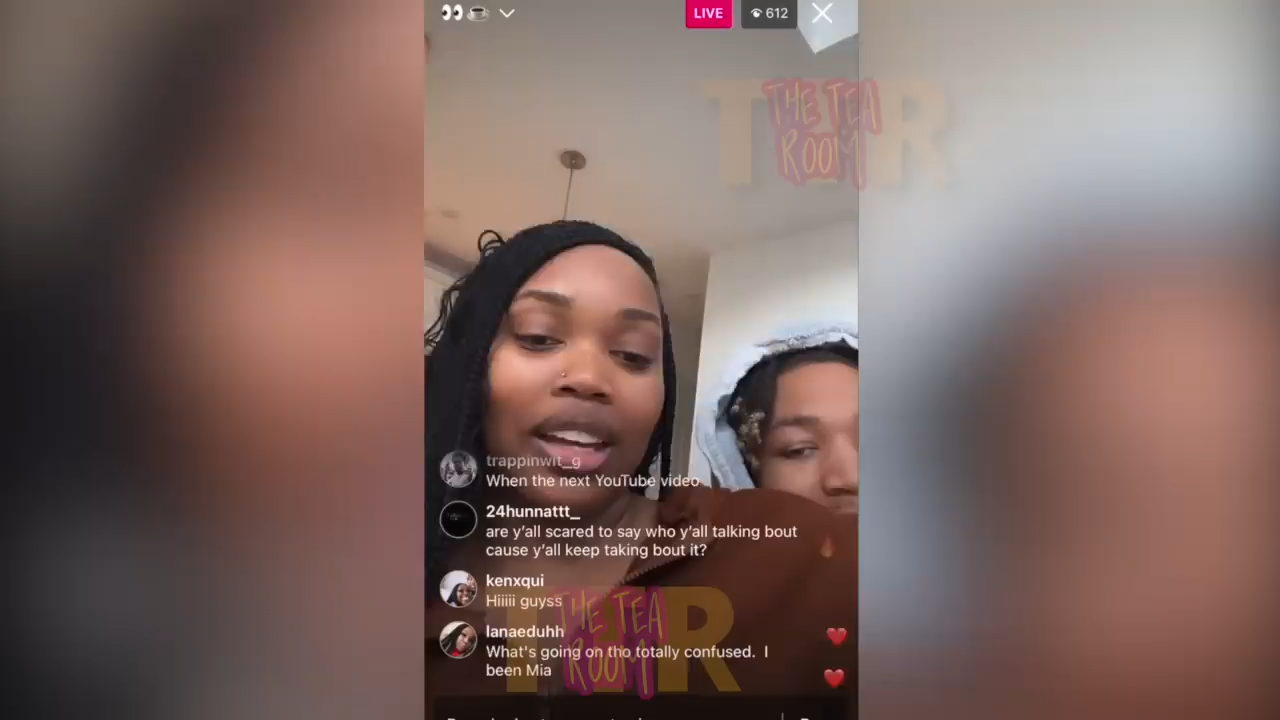 👀☕
LIVE
612
T R
THE TEA
ROOM
trappinwit_g
When the next YouTube video
24hunnattt_
are y’all scared to say who y’all talking bout
cause y’all keep taking bout it?
kenxqui
Hiiiii guyss
lanaeduhh
What's going on tho totally confused. I
been Mia
T R
THE TEA
ROOM